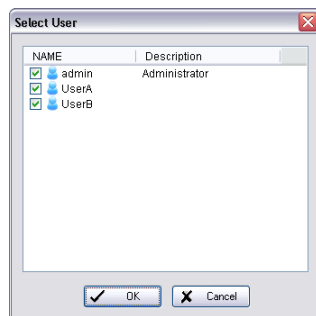 Select User
NAME Description
admin Administrator
UserA
UserB
OK Cancel